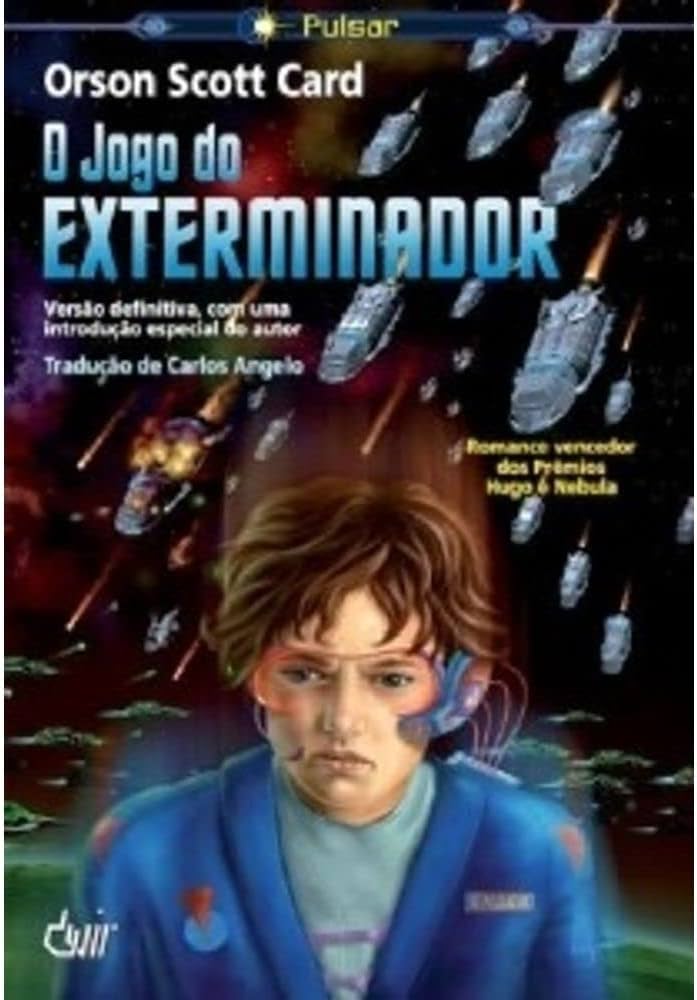 Pulsar
Orson Scott Card
O Jogo do
EXTERMINADOR
Versão definitiva, com uma
introdução especial do autor
Tradução de Carlos Angelo
Romance vencedor
dos Prêmios
Hugo e Nebula
devir